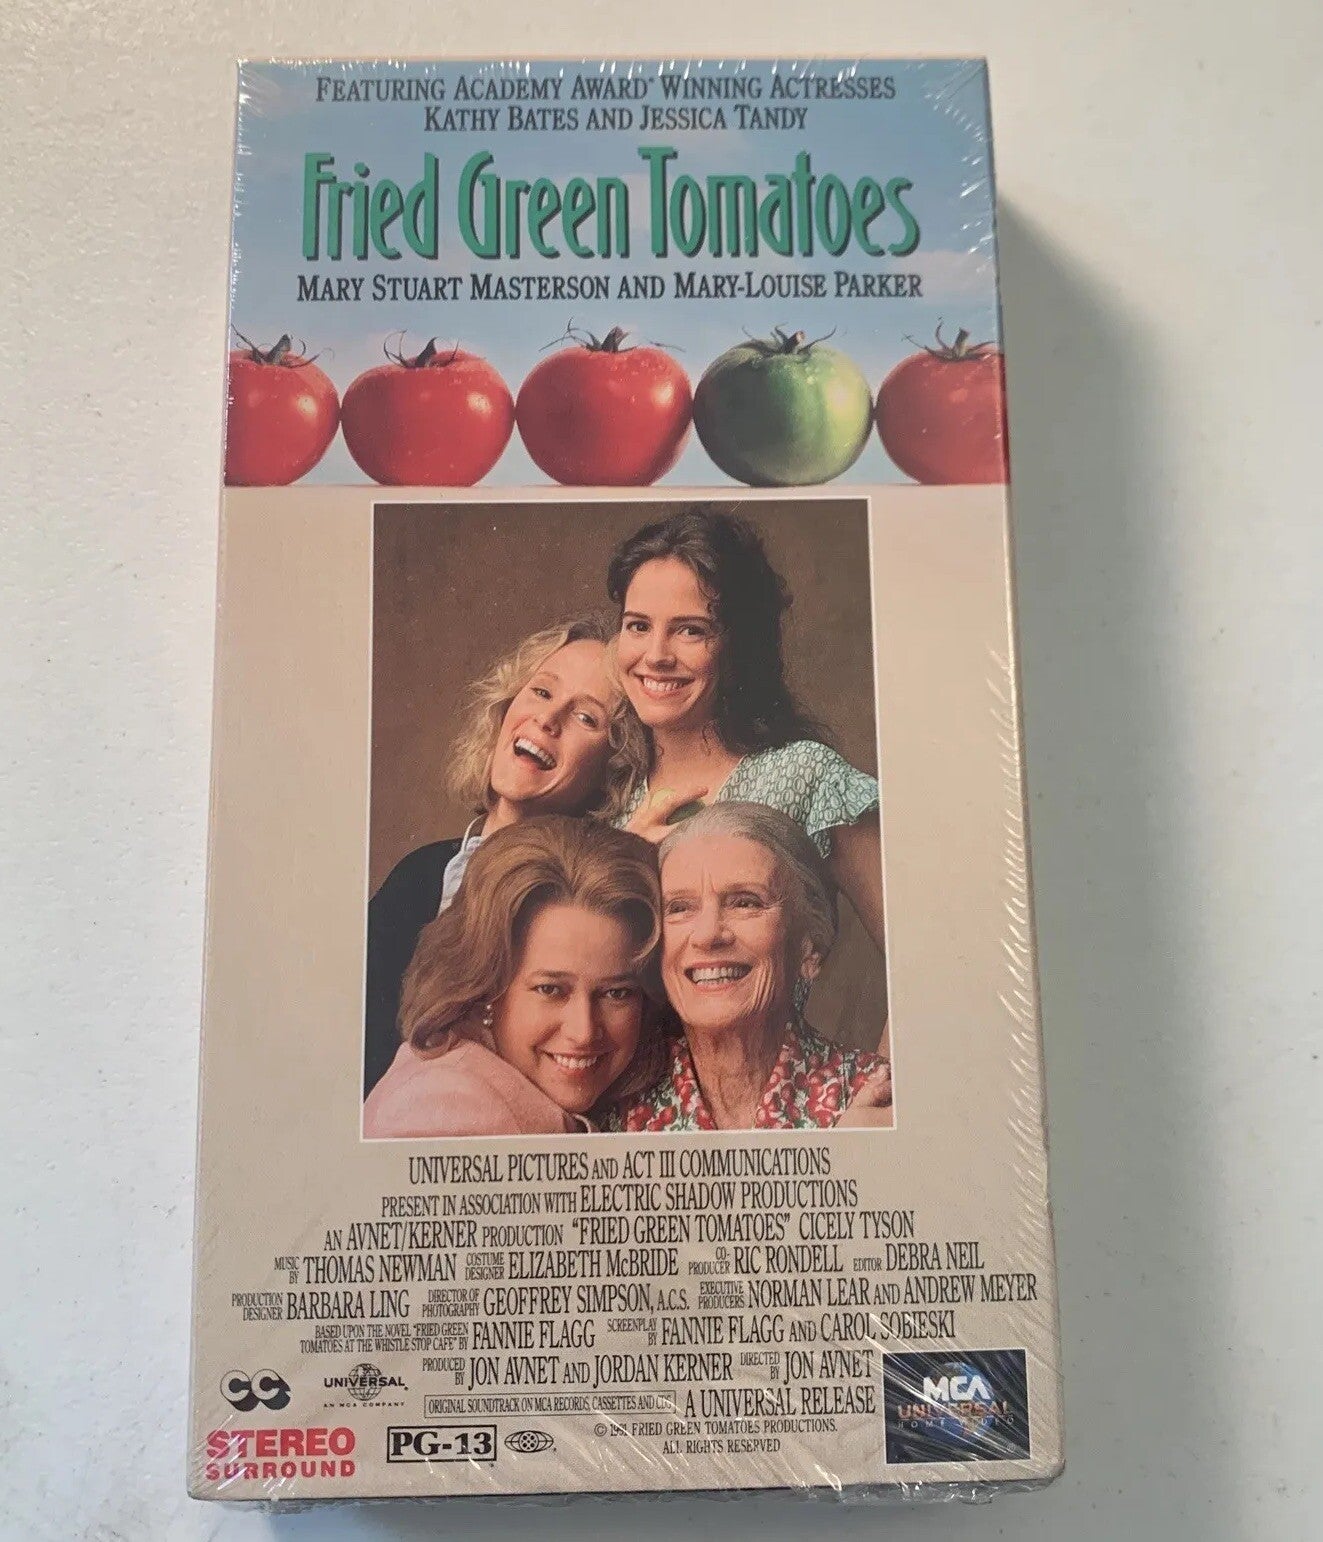 FEATURING ACADEMY AWARD® WINNING ACTRESSES
KATHY BATES AND JESSICA TANDY
Fried Green Tomatoes
MARY STUART MASTERSON AND MARY-LOUISE PARKER
UNIVERSAL PICTURES AND ACT III COMMUNICATIONS
PRESENT IN ASSOCIATION WITH ELECTRIC SHADOW PRODUCTIONS
AN AVNET/KERNER PRODUCTION "FRIED GREEN TOMATOES" CICELY TYSON
MUSIC BY THOMAS NEWMAN COSTUME DESIGNER ELIZABETH McBRIDE CO-PRODUCER RIC RONDELL EDITOR DEBRA NEIL
PRODUCTION DESIGNER BARBARA LING DIRECTOR OF PHOTOGRAPHY GEOFFREY SIMPSON, A.C.S. EXECUTIVE PRODUCERS NORMAN LEAR AND ANDREW MEYER
BASED UPON THE NOVEL "FRIED GREEN TOMATOES AT THE WHISTLE STOP CAFE" BY FANNIE FLAGG SCREENPLAY BY FANNIE FLAGG AND CAROL SOBIESKI
PRODUCED BY JON AVNET AND JORDAN KERNER DIRECTED BY JON AVNET
CC
UNIVERSAL
AN MCA COMPANY
ORIGINAL SOUNDTRACK ON MCA RECORDS, CASSETTES AND CDS
A UNIVERSAL RELEASE
MCA
UNIVERSAL
HOME VIDEO
STEREO
SURROUND
PG-13
© 1991 FRIED GREEN TOMATOES PRODUCTIONS.
ALL RIGHTS RESERVED